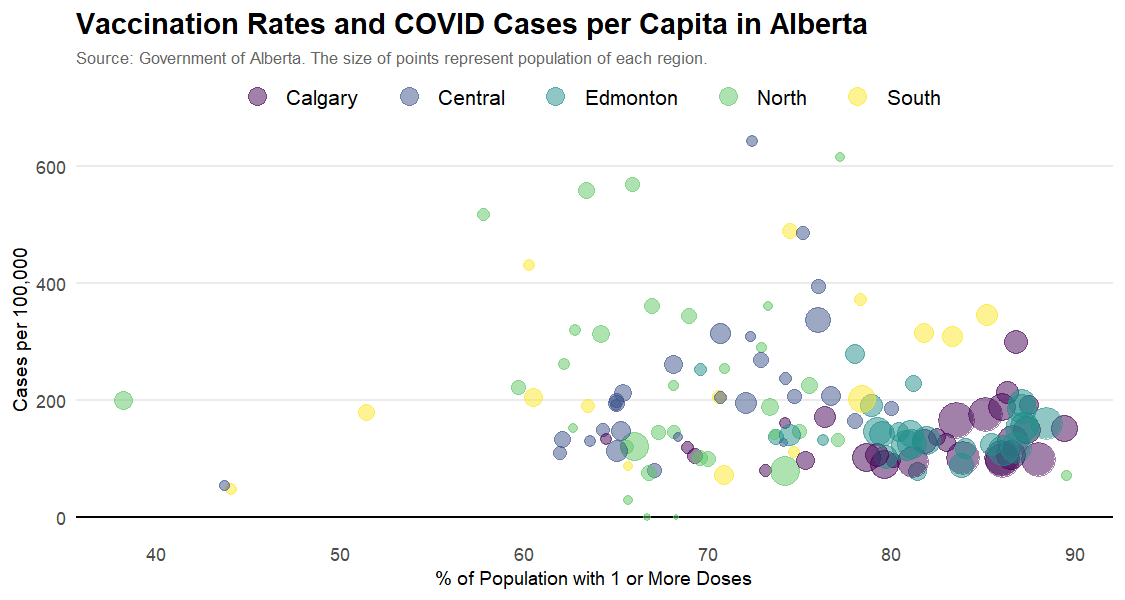 Vaccination Rates and COVID Cases per Capita in Alberta
Source: Government of Alberta. The size of points represent population of each region.
Calgary Central Edmonton North South
Cases per 100,000
600
400
200
0
40 50 60 70 80 90
% of Population with 1 or More Doses